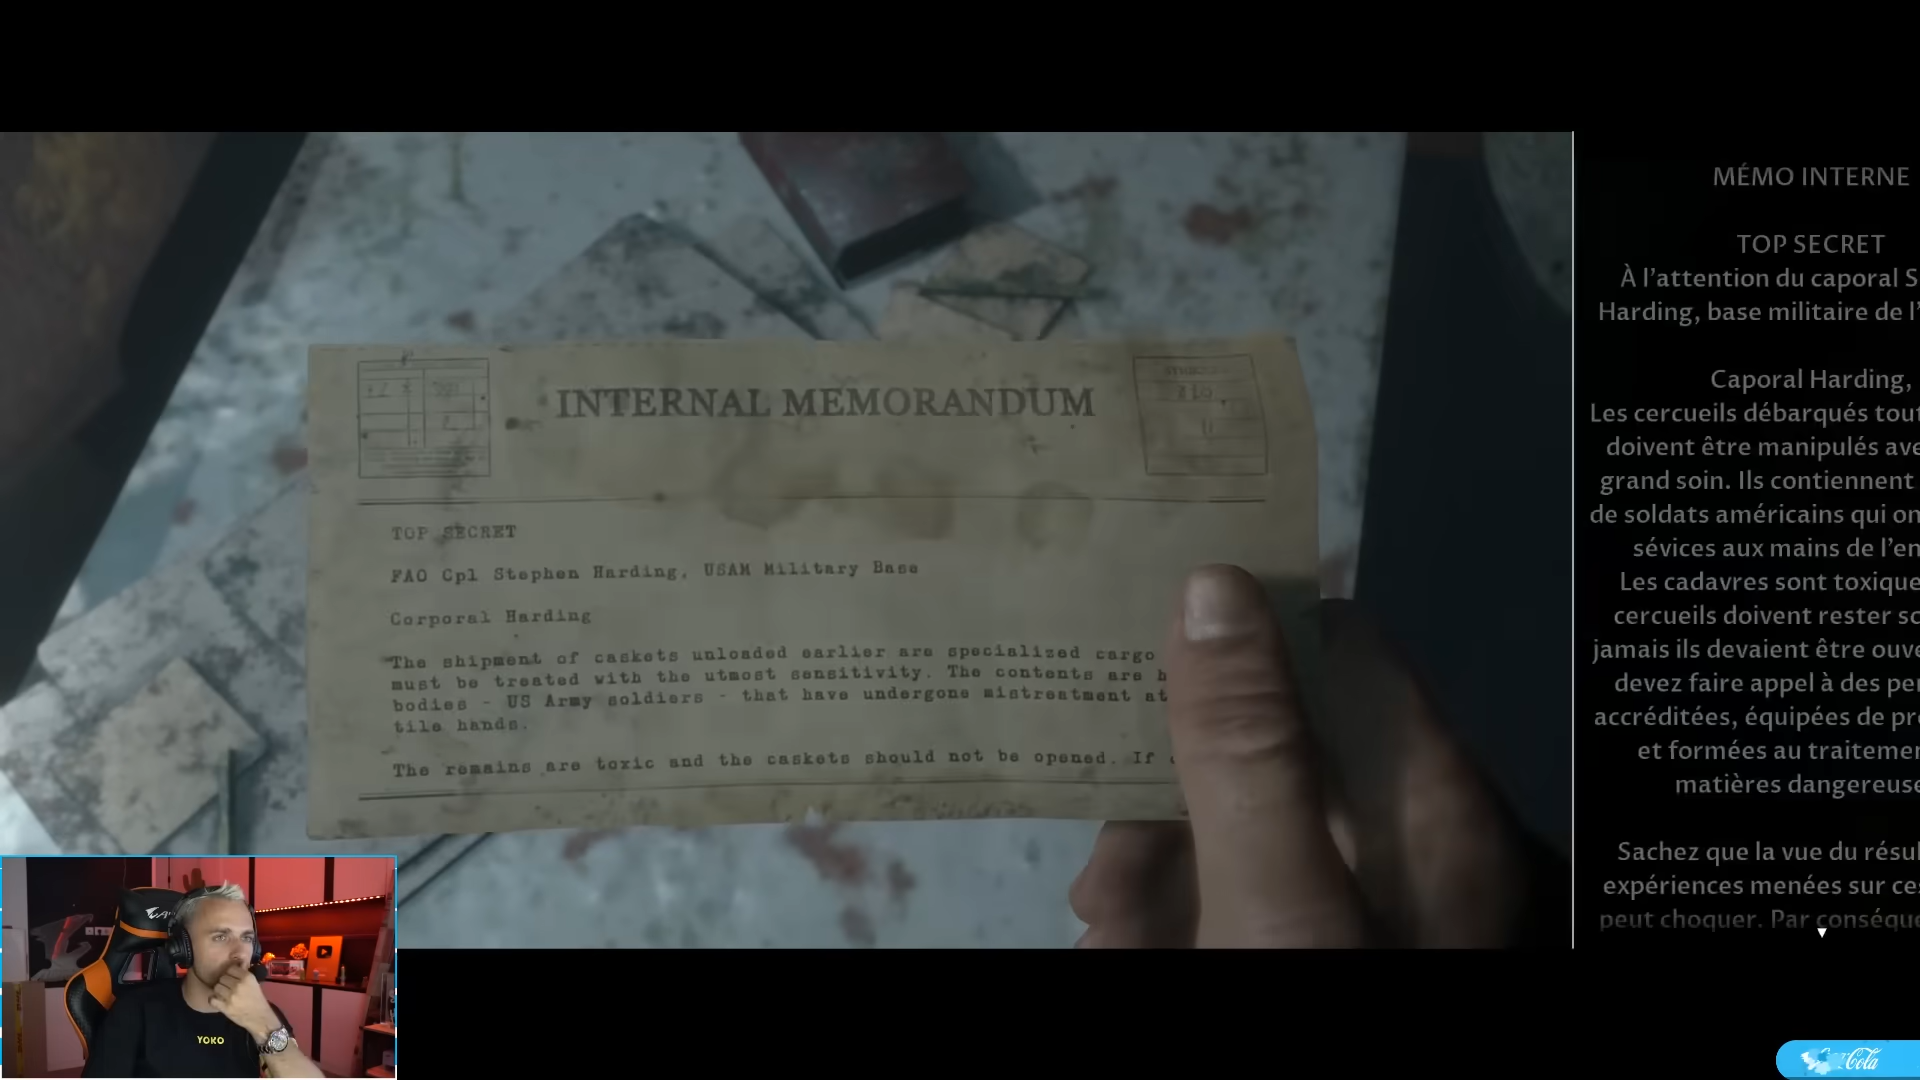 INTERNAL MEMORANDUM
TOP SECRET
FAO Cpl Stephen Harding, USAM Military Base
Corporal Harding
The shipment of caskets unloaded earlier are specialized cargo
must be treated with the utmost sensitivity. The contents are h
bodies - US Army soldiers - that have undergone mistreatment at
tile hands.
The remains are toxic and the caskets should not be opened. If
MÉMO INTERNE
TOP SECRET
À l'attention du caporal S
Harding, base militaire de l'
Caporal Harding,
Les cercueils débarqués tout
doivent être manipulés ave
grand soin. Ils contiennent
de soldats américains qui on
sévices aux mains de l'en
Les cadavres sont toxique
cercueils doivent rester sc
jamais ils devaient être ouve
devez faire appel à des per
accréditées, équipées de pro
et formées au traitemen
matières dangereuse
Sachez que la vue du résul
expériences menées sur ces
peut choquer. Par conséque
YOKO
Cola